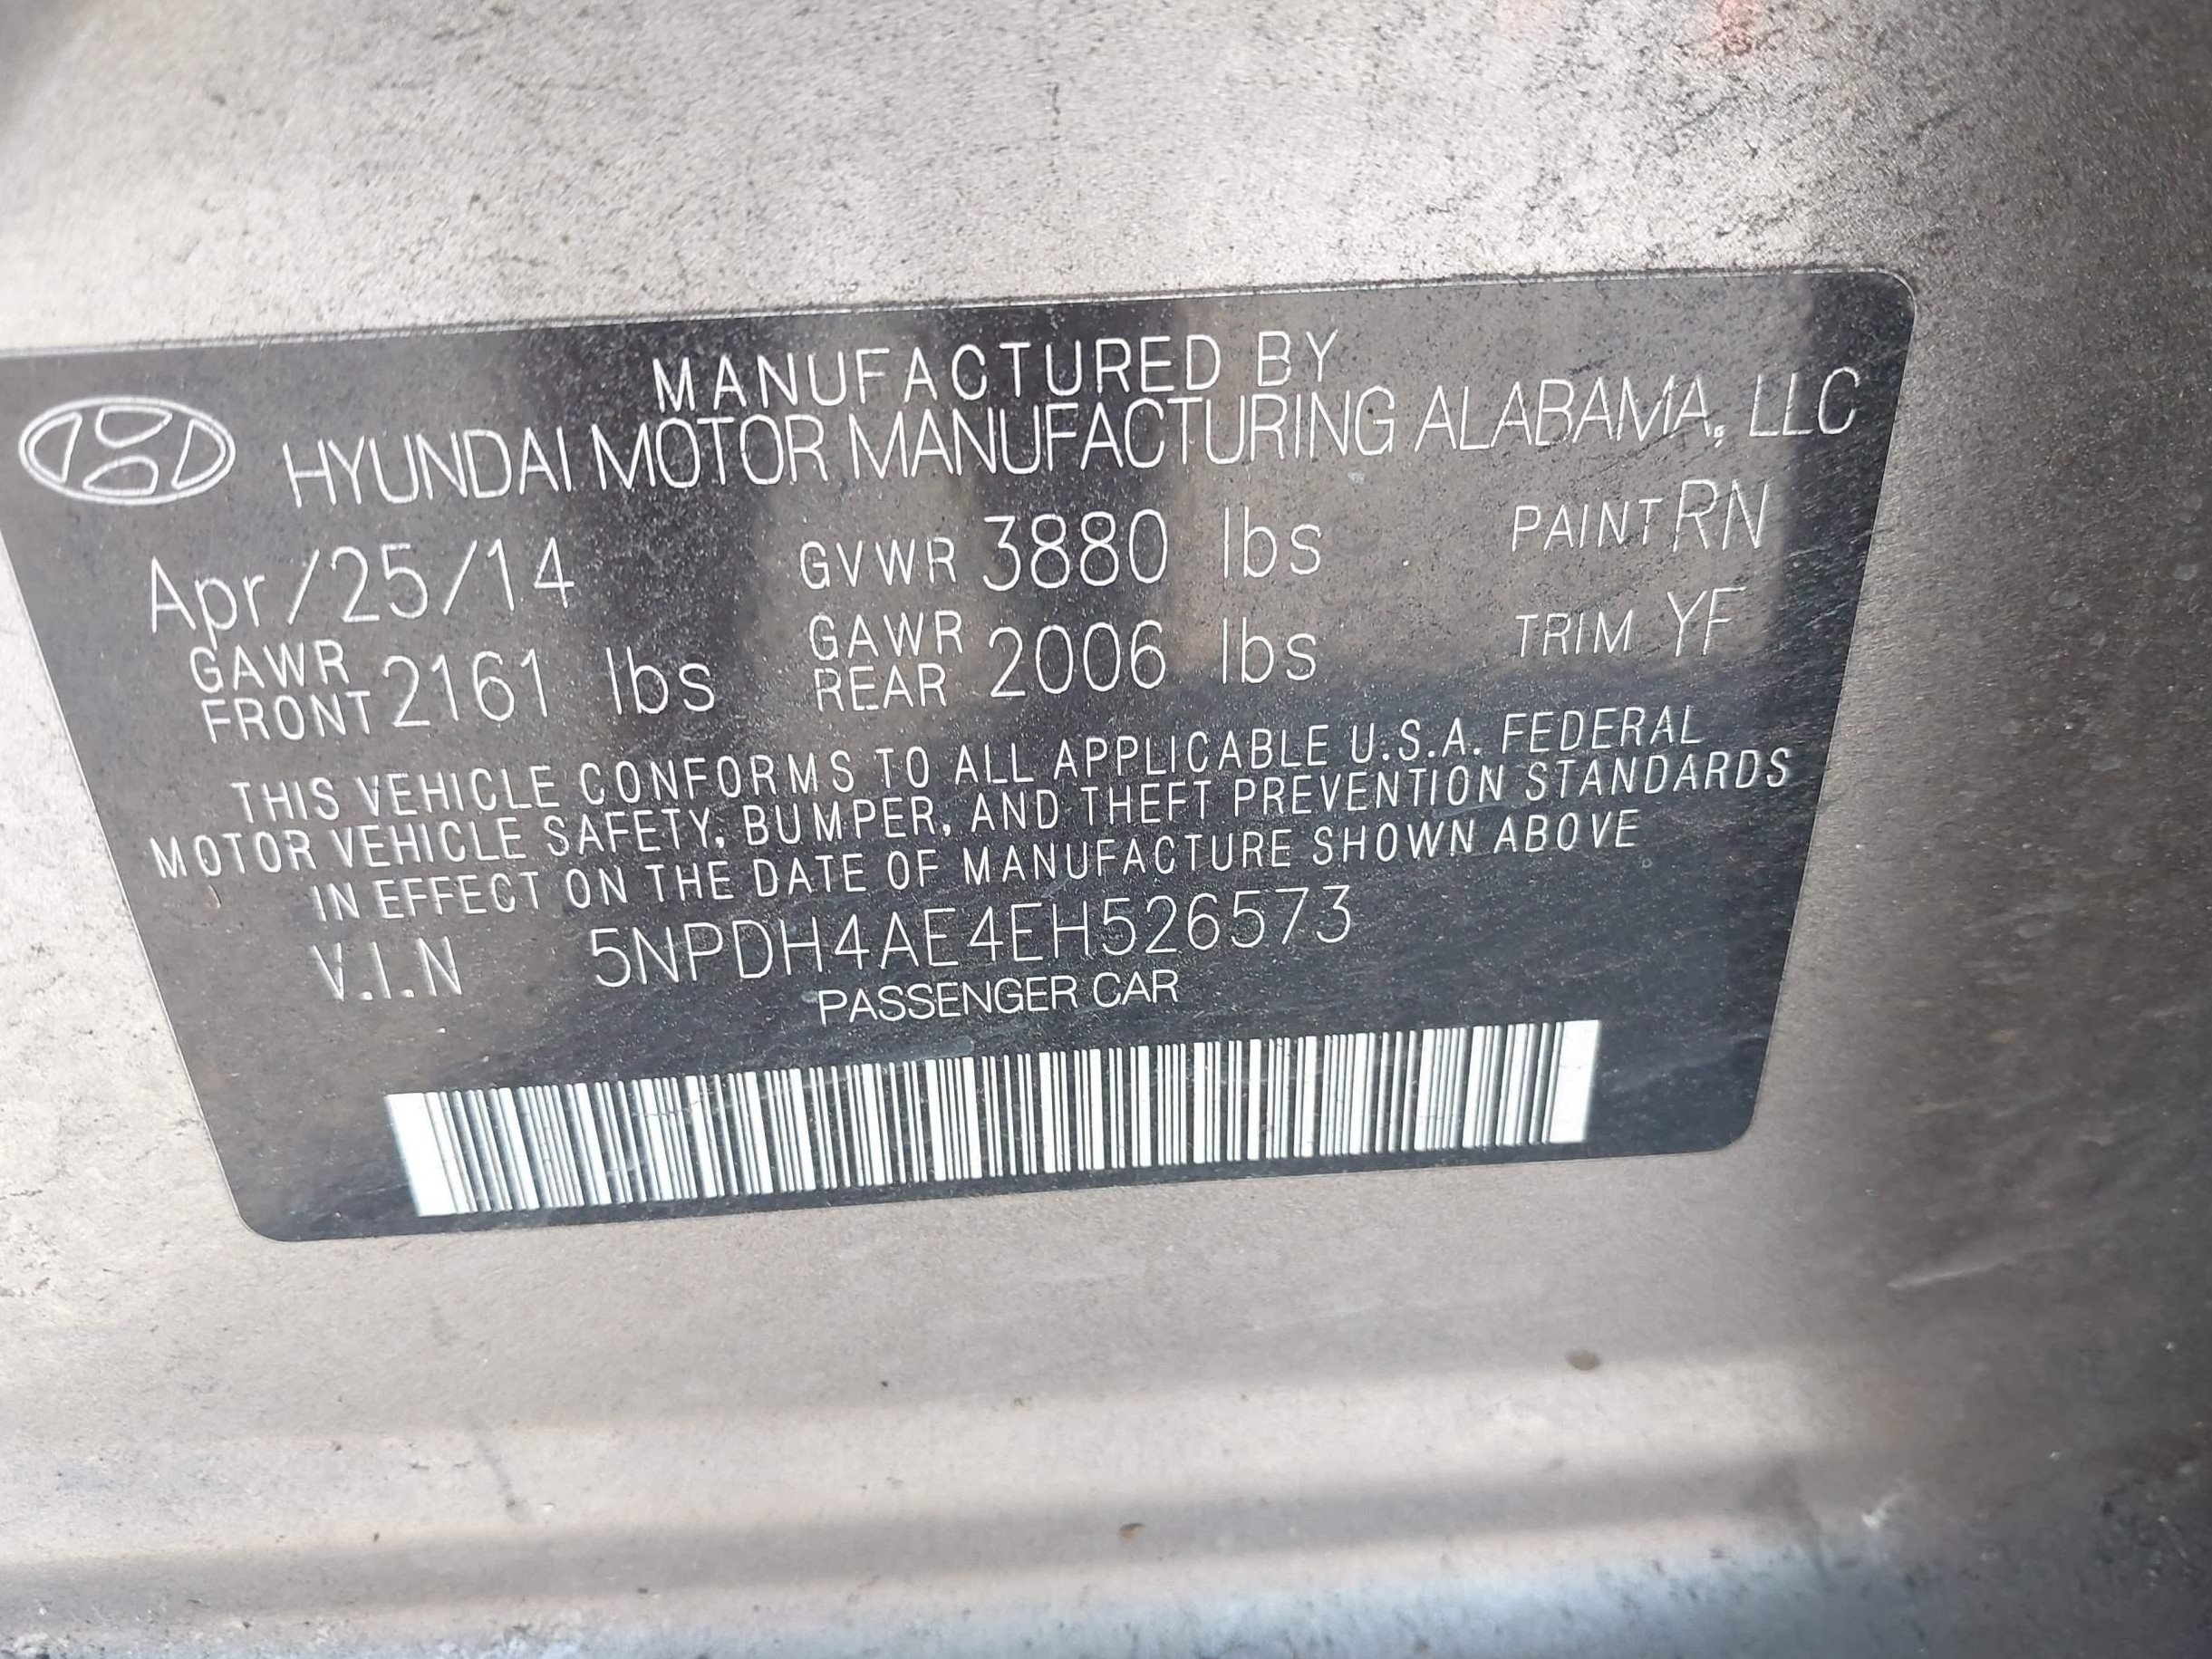 MANUFACTURED BY
HYUNDAI MOTOR MANUFACTURING ALABAMA, LLC
Apr/25/14 GVWR 3880 lbs PAINT RN
GAWR FRONT 2161 lbs GAWR REAR 2006 lbs TRIM YF
THIS VEHICLE CONFORMS TO ALL APPLICABLE U.S.A. FEDERAL
MOTOR VEHICLE SAFETY, BUMPER, AND THEFT PREVENTION STANDARDS
IN EFFECT ON THE DATE OF MANUFACTURE SHOWN ABOVE
V.I.N 5NPDH4AE4EH526573
PASSENGER CAR